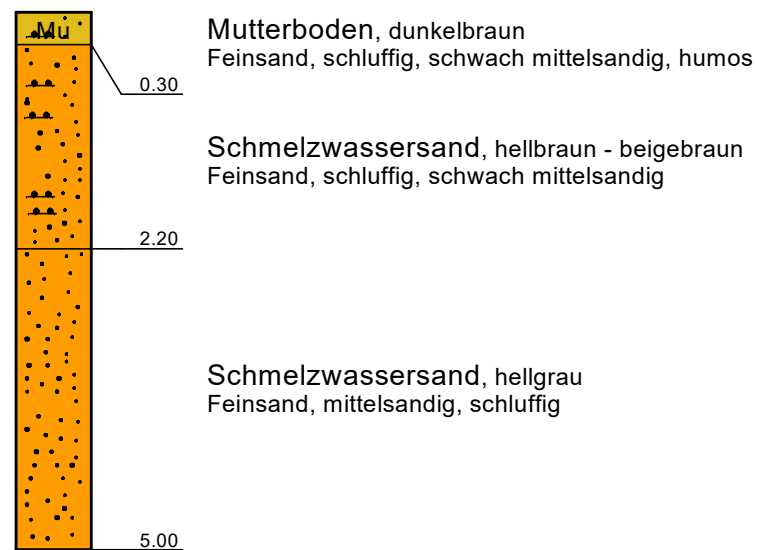 Mu
Mutterboden, dunkelbraun
Feinsand, schluffig, schwach mittelsandig, humos
0.30
Schmelzwassersand, hellbraun - beigebraun
Feinsand, schluffig, schwach mittelsandig
2.20
Schmelzwassersand, hellgrau
Feinsand, mittelsandig, schluffig
5.00